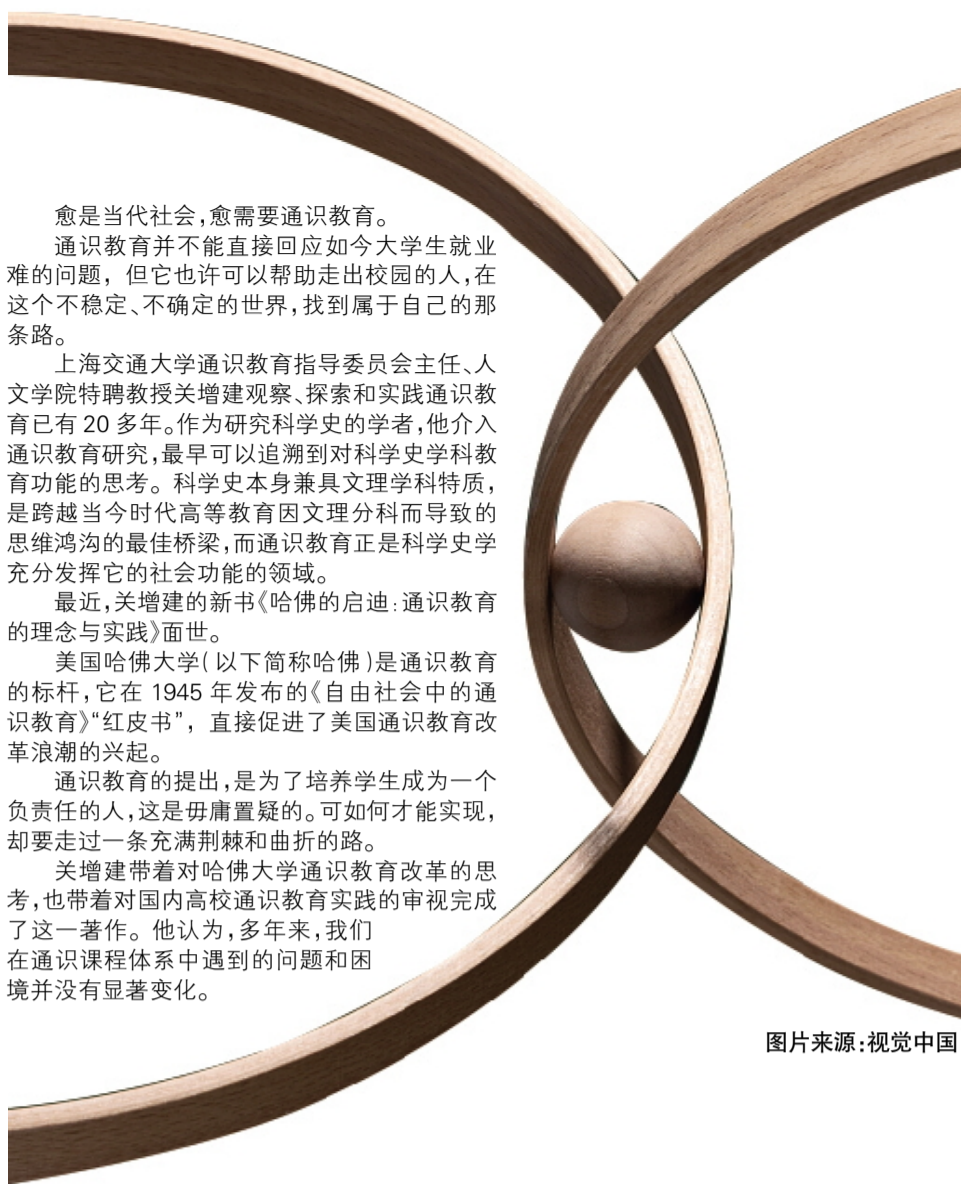 愈是当代社会,愈需要通识教育。
通识教育并不能直接回应如今大学生就业
难的问题，但它也许可以帮助走出校园的人,在
这个不稳定、不确定的世界,找到属于自己的那
条路。
上海交通大学通识教育指导委员会主任、人
文学院特聘教授关增建观察、探索和实践通识教
育已有 20 多年。作为研究科学史的学者,他介入
通识教育研究,最早可以追溯到对科学史学科教
育功能的思考。科学史本身兼具文理学科特质,
是跨越当今时代高等教育因文理分科而导致的
思维鸿沟的最佳桥梁,而通识教育正是科学史学
充分发挥它的社会功能的领域。
最近,关增建的新书《哈佛的启迪:通识教育
的理念与实践》面世。
美国哈佛大学(以下简称哈佛)是通识教育
的标杆,它在 1945 年发布的《自由社会中的通
识教育》“红皮书”，直接促进了美国通识教育改
革浪潮的兴起。
通识教育的提出,是为了培养学生成为一个
负责任的人,这是毋庸置疑的。可如何才能实现,
却要走过一条充满荆棘和曲折的路。
关增建带着对哈佛大学通识教育改革的思
考,也带着对国内高校通识教育实践的审视完成
了这一著作。他认为,多年来,我们
在通识课程体系中遇到的问题和困
境并没有显著变化。
图片来源:视觉中国